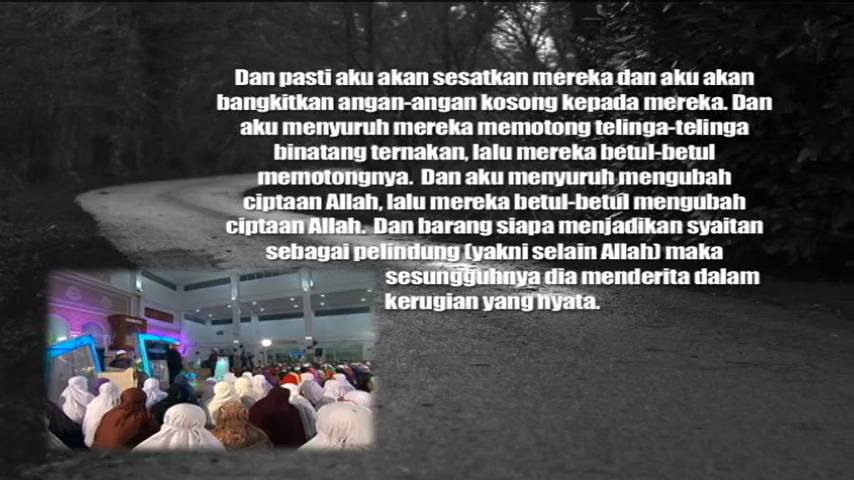 Dan pasti aku akan sesatkan mereka dan aku akan
bangkitkan angan-angan kosong kepada mereka. Dan
aku menyuruh mereka memotong telinga-telinga
binatang ternakan, lalu mereka betul-betul
memotongnya. Dan aku menyuruh mengubah
ciptaan Allah, lalu mereka betul-betul mengubah
ciptaan Allah. Dan barang siapa menjadikan syaitan
sebagai pelindung (yakni selain Allah) maka
sesungguhnya dia menderita dalam
kerugian yang nyata.